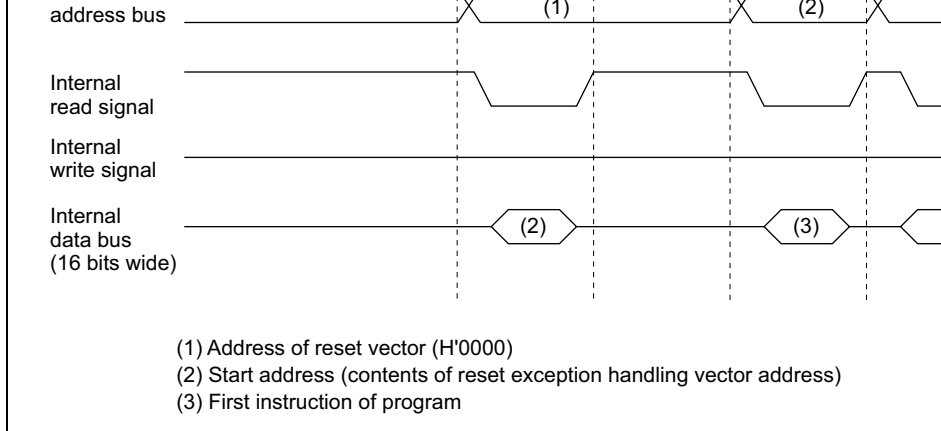 address bus
(1)
(2)
Internal
read signal
Internal
write signal
Internal
data bus
(16 bits wide)
(2)
(3)
(1) Address of reset vector (H'0000)
(2) Start address (contents of reset exception handling vector address)
(3) First instruction of program